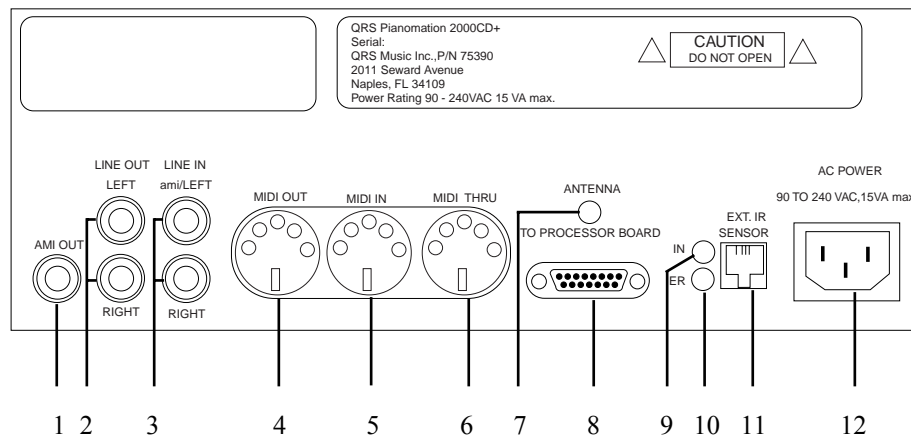 QRS Pianomation 2000CD+
Serial:
QRS Music Inc.,P/N 75390
2011 Seward Avenue
Naples, FL 34109
Power Rating 90 - 240VAC 15 VA max.
CAUTION
DO NOT OPEN
LINE OUT
LEFT
LINE IN
ami/LEFT
AMI OUT
RIGHT
RIGHT
MIDI OUT
MIDI IN
MIDI THRU
ANTENNA
TO PROCESSOR BOARD
IN
ER
EXT. IR
SENSOR
AC POWER
90 TO 240 VAC,15VA max
1 2 3 4 5 6 7 8 9 10 11 12